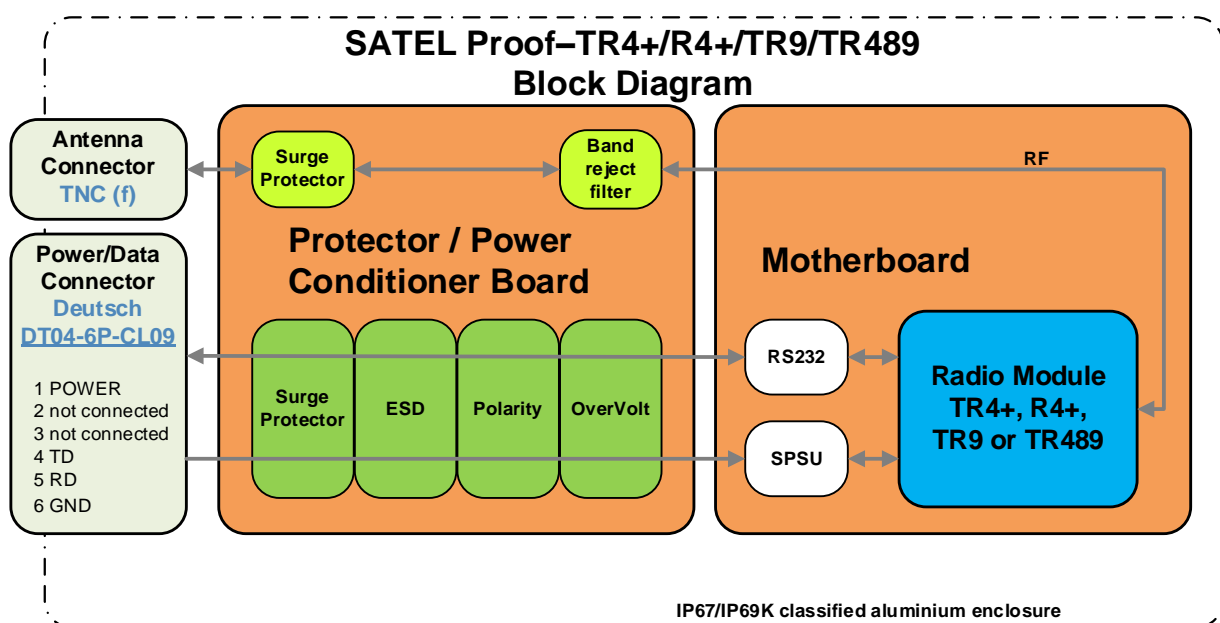 SATEL Proof–TR4+/R4+/TR9/TR489
Block Diagram
Antenna
Connector
TNC (f)
Surge
Protector
Band
reject
filter
RF
Power/Data
Connector
Deutsch
DT04-6P-CL09
1 POWER
2 not connected
3 not connected
4 TD
5 RD
6 GND
Protector / Power
Conditioner Board
Surge
Protector
ESD
Polarity
OverVolt
Motherboard
RS232
SPSU
Radio Module
TR4+, R4+,
TR9 or TR489
IP67/IP69K classified aluminium enclosure